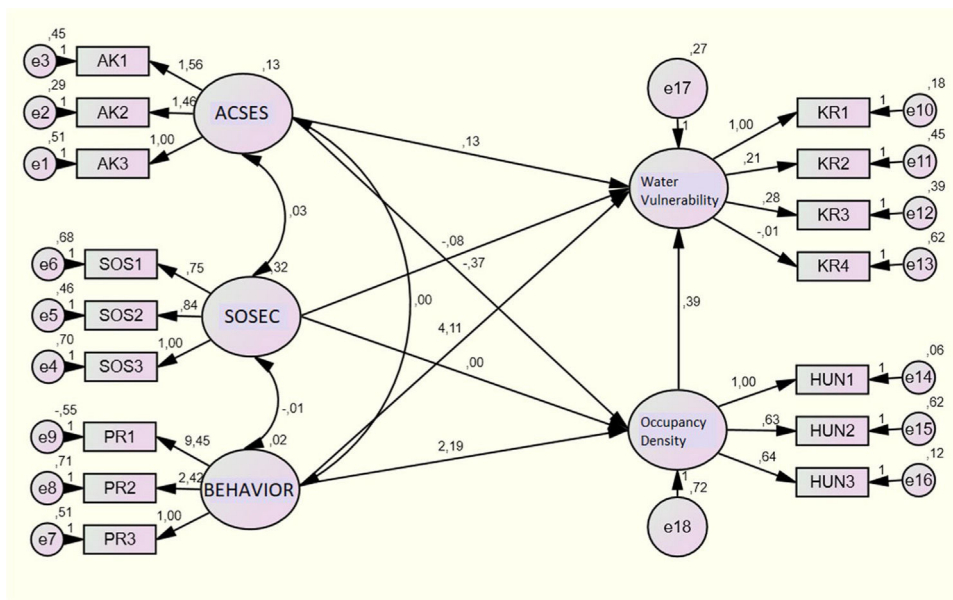 ,45
e3
1
AK1
1,56
,13
,29
e2
1
AK2
1,46
ACSES
,51
e1
1
AK3
1,00
,03
,68
e6
1
SOS1
,75
,32
,46
e5
1
SOS2
,84
SOSEC
,70
e4
1
SOS3
1,00
-,01
-,55
e9
1
PR1
9,45
,02
,71
e8
1
PR2
2,42
BEHAVIOR
,51
e7
1
PR3
1,00
,13
-,08
-,37
,00
4,11
,00
2,19
,39
,27
e17
1
Water
Vulnerability
1,00
KR1
1
,18
e10
,21
KR2
1
,45
e11
,28
KR3
1
,39
e12
-,01
KR4
1
,62
e13
Occupancy
Density
1
,72
e18
1,00
HUN1
1
,06
e14
,63
HUN2
1
,62
e15
,64
HUN3
1
,12
e16